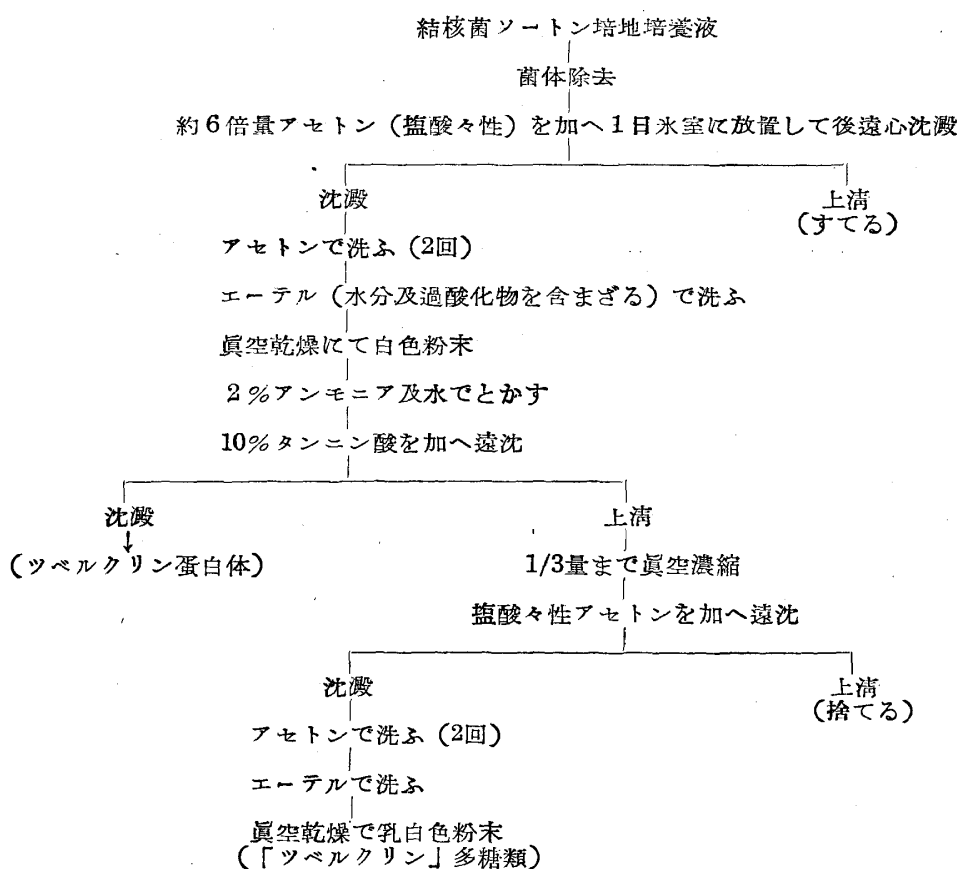 結核菌ソートン培地培養液
菌体除去
約6倍量アセトン（塩酸々性）を加へ1日氷室に放置して後遠心沈澱
沈澱
上清
（すてる）
アセトンで洗ふ（2回）
エーテル（水分及過酸化物を含まざる）で洗ふ
眞空乾燥にて白色粉末
2％アンモニア及水でとかす
10％タンニン酸を加へ遠沈
沈澱
上清
（ツベルクリン蛋白体）
1/3量まで眞空濃縮
塩酸々性アセトンを加へ遠沈
沈澱
上清
（捨てる）
アセトンで洗ふ（2回）
エーテルで洗ふ
眞空乾燥で乳白色粉末
（「ツベルクリン」多糖類）